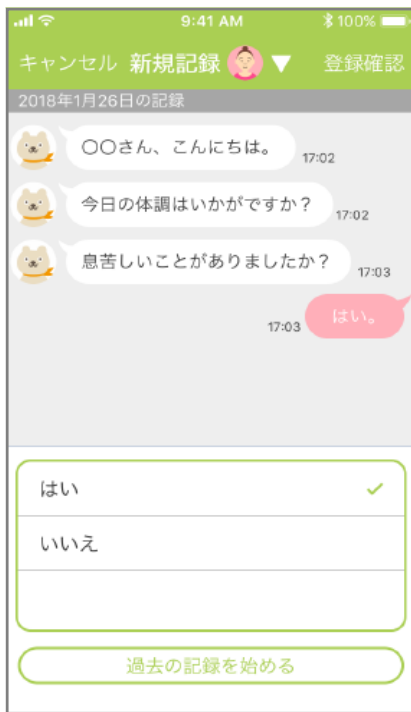 9:41 AM
100%
キャンセル 新規記録 ▼ 登録確認
2018年1月26日の記録
〇〇さん、こんにちは。
17:02
今日の体調はいかがですか？
17:02
息苦しいことがありましたか？
17:03
はい。
17:03
はい
いいえ
過去の記録を始める